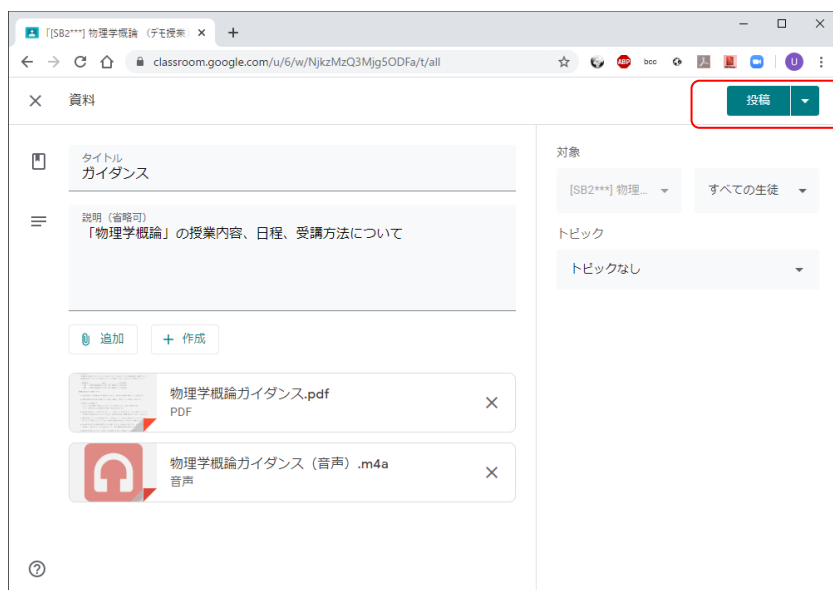 「[SB2***] 物理学概論 （デモ授業
classroom.google.com/u/6/w/NjkzMzQ3Mjg5ODFa/t/all
ABP
bcc
U
資料
投稿
タイトル
ガイダンス
説明（省略可）
「物理学概論」の授業内容、日程、受講方法について
追加
作成
物理学概論ガイダンス.pdf
PDF
物理学概論ガイダンス（音声）.m4a
音声
対象
[SB2***] 物理...
すべての生徒
トピック
トピックなし